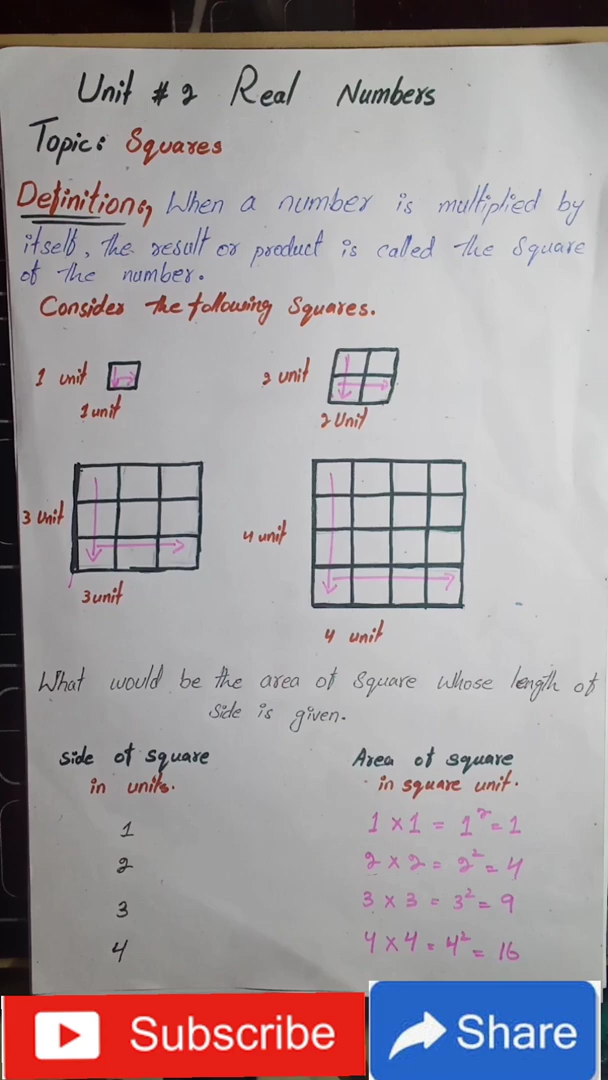 Unit # 2 Real Numbers
Topic: Squares
Definition:, When a number is multiplied by
itself, the result or product is called the square
of the number.
Consider the following Squares.
1 unit
1 unit
2 unit
2 Unit
3 Unit
3 unit
4 unit
4 unit
What would be the area of square whose length of
side is given.
Side of square
in units.
Area of square
in square unit.
1
1 × 1 = 1² = 1
2
2 × 2 = 2² = 4
3
3 × 3 = 3² = 9
4
4 × 4 = 4² = 16
Subscribe
Share